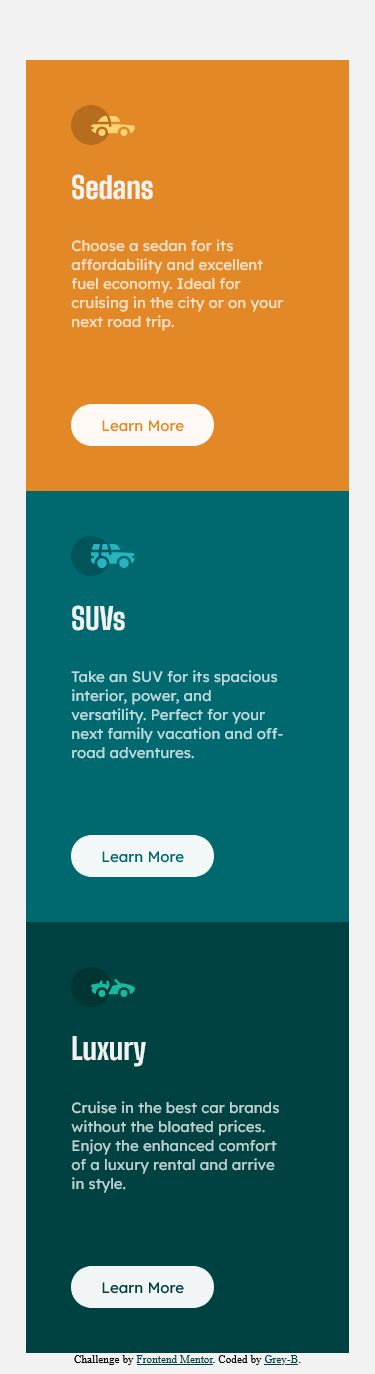 Sedans
Choose a sedan for its
affordability and excellent
fuel economy. Ideal for
cruising in the city or on your
next road trip.
Learn More
SUVs
Take an SUV for its spacious
interior, power, and
versatility. Perfect for your
next family vacation and off-
road adventures.
Learn More
Luxury
Cruise in the best car brands
without the bloated prices.
Enjoy the enhanced comfort
of a luxury rental and arrive
in style.
Learn More
Challenge by Frontend Mentor. Coded by Grey-B.